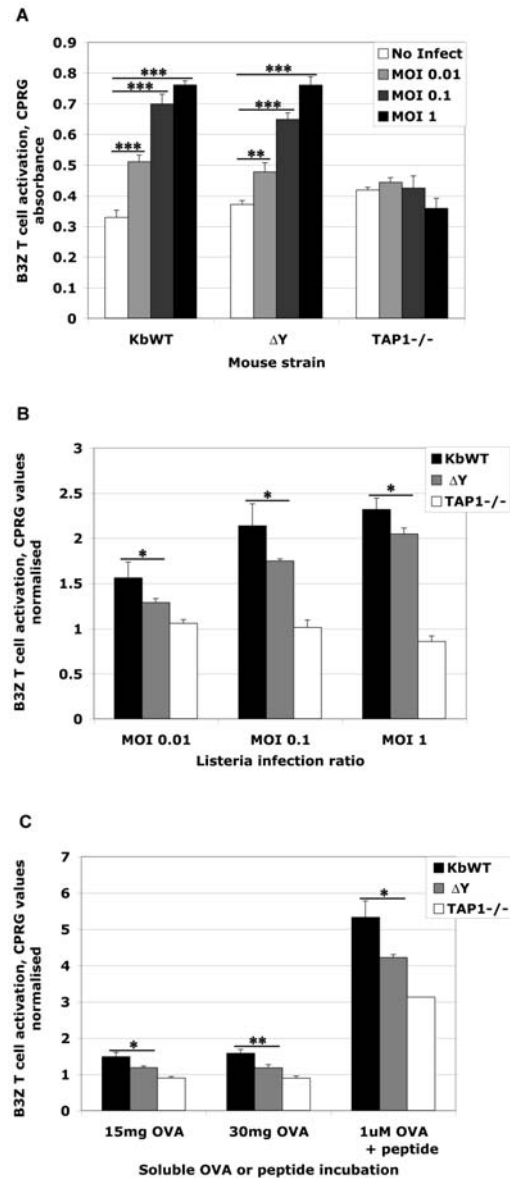 A
0.9
0.8
0.7
0.6
0.5
0.4
0.3
0.2
0.1
0
B3Z T cell activation, CPRG
absorbance
No Infect
MOI 0.01
MOI 0.1
MOI 1
***
***
***
***
***
**
KbWT
ΔY
TAP1-/-
Mouse strain
B
3
2.5
2
1.5
1
0.5
0
B3Z T cell activation, CPRG values
normalised
KbWT
ΔY
TAP1-/-
*
*
*
MOI 0.01
MOI 0.1
MOI 1
Listeria infection ratio
C
7
6
5
4
3
2
1
0
B3Z T cell activation, CPRG values
normalised
KbWT
ΔY
TAP1-/-
*
**
*
15mg OVA
30mg OVA
1uM OVA
+ peptide
Soluble OVA or peptide incubation